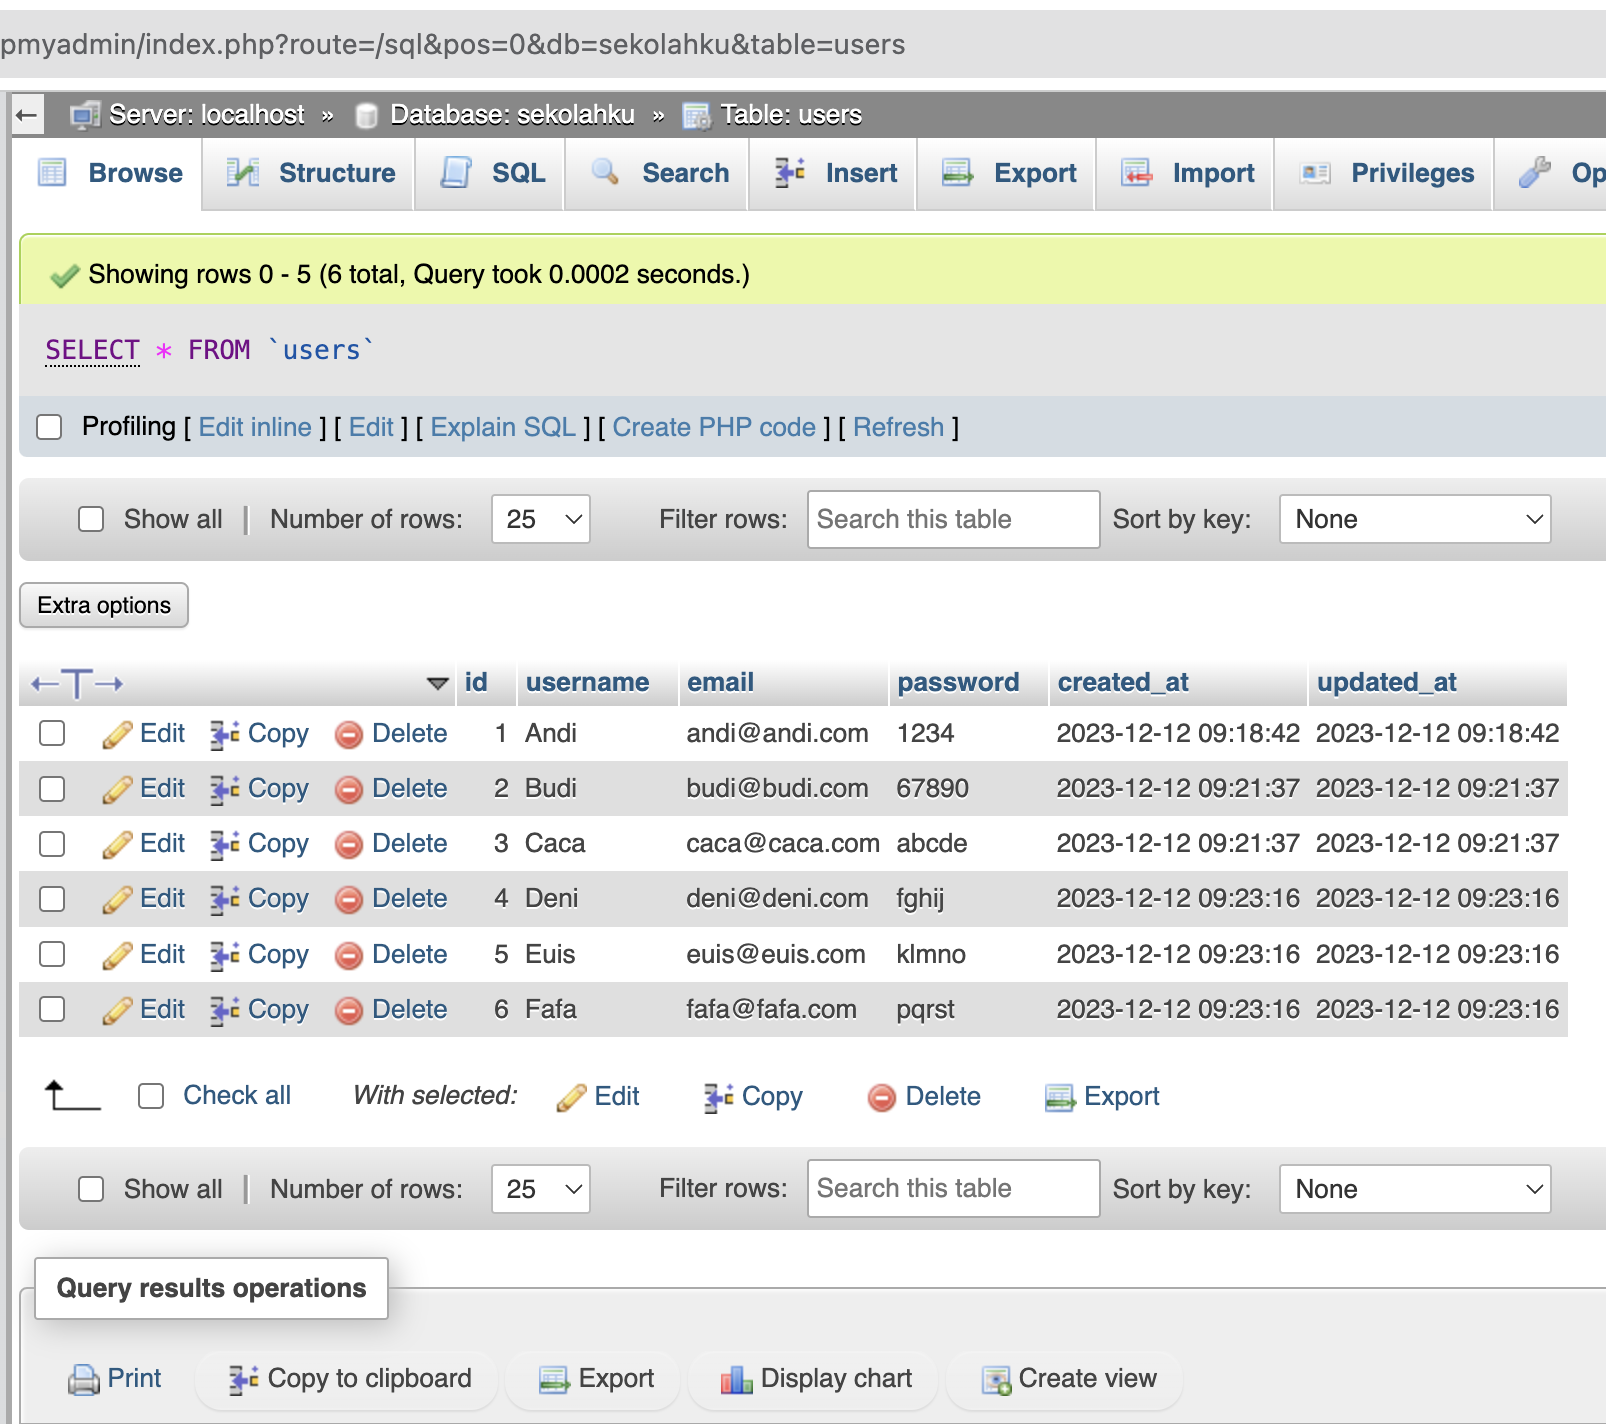 pmyadmin/index.php?route=/sql&pos=0&db=sekolahku&table=users
Server: localhost » Database: sekolahku » Table: users
Browse Structure SQL Search Insert Export Import Privileges Op
Showing rows 0 - 5 (6 total, Query took 0.0002 seconds.)
SELECT * FROM `users`
Profiling [ Edit inline ] [ Edit ] [ Explain SQL ] [ Create PHP code ] [ Refresh ]
Show all | Number of rows: 25 Filter rows: Search this table Sort by key: None
Extra options
id username email password created_at updated_at
Edit Copy Delete 1 Andi andi@andi.com 1234 2023-12-12 09:18:42 2023-12-12 09:18:42
Edit Copy Delete 2 Budi budi@budi.com 67890 2023-12-12 09:21:37 2023-12-12 09:21:37
Edit Copy Delete 3 Caca caca@caca.com abcde 2023-12-12 09:21:37 2023-12-12 09:21:37
Edit Copy Delete 4 Deni deni@deni.com fghij 2023-12-12 09:23:16 2023-12-12 09:23:16
Edit Copy Delete 5 Euis euis@euis.com klmno 2023-12-12 09:23:16 2023-12-12 09:23:16
Edit Copy Delete 6 Fafa fafa@fafa.com pqrst 2023-12-12 09:23:16 2023-12-12 09:23:16
Check all With selected: Edit Copy Delete Export
Show all | Number of rows: 25 Filter rows: Search this table Sort by key: None
Query results operations
Print Copy to clipboard Export Display chart Create view